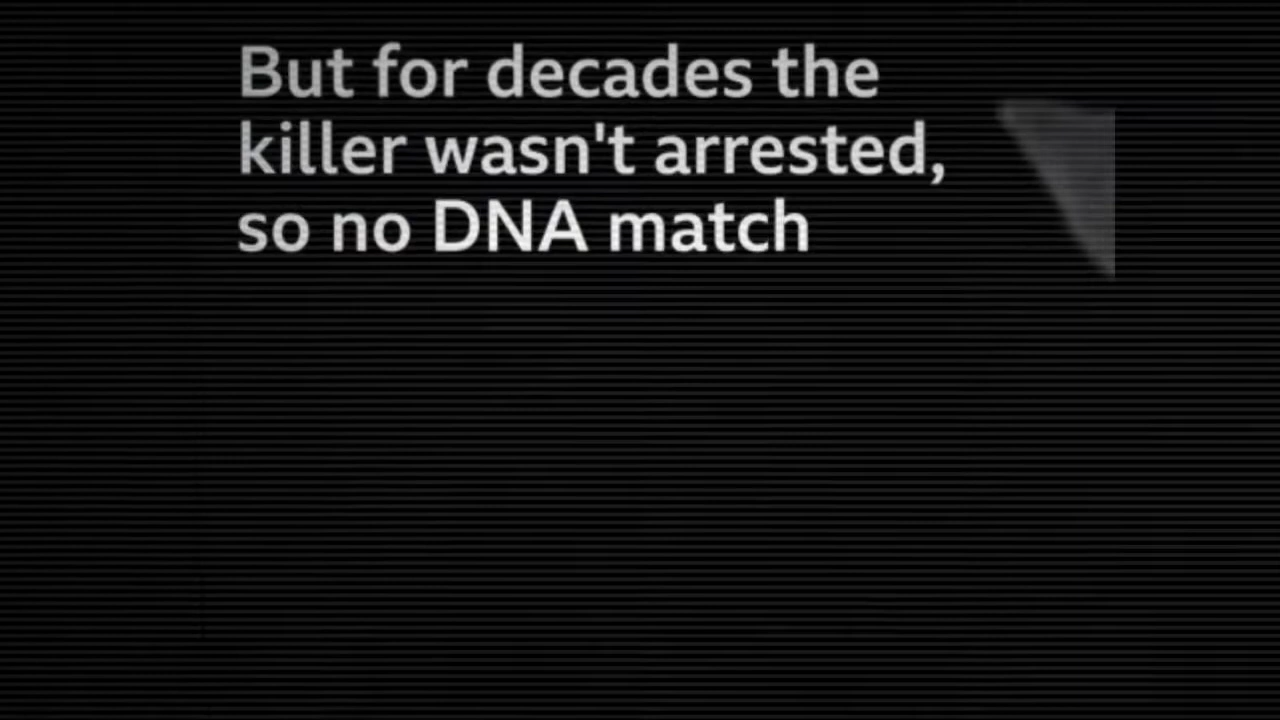 But for decades the
killer wasn't arrested,
so no DNA match